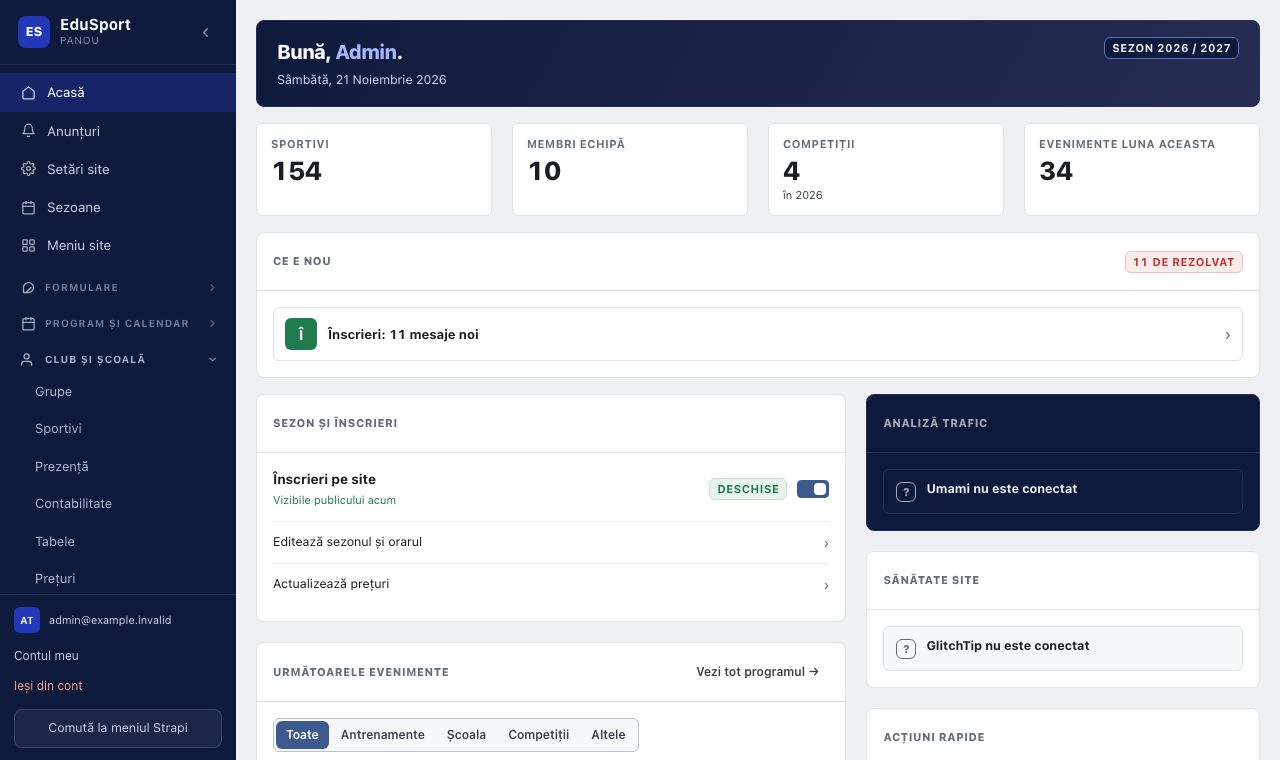 ES
EduSport
PANOU
Acasă
Anunțuri
Setări site
Sezoane
Meniu site
FORMULARE
PROGRAM ȘI CALENDAR
CLUB ȘI ȘCOALĂ
Grupe
Sportivi
Prezență
Contabilitate
Tabele
Prețuri
AT
admin@example.invalid
Contul meu
Ieși din cont
Comută la meniul Strapi
Bună, Admin.
Sâmbătă, 21 Noiembrie 2026
SEZON 2026 / 2027
SPORTIVI
154
MEMBRI ECHIPĂ
10
COMPETIȚII
4
în 2026
EVENIMENTE LUNA ACEASTA
34
CE E NOU
11 DE REZOLVAT
Î
Înscrieri: 11 mesaje noi
SEZON ȘI ÎNSCRIERI
Înscrieri pe site
Vizibile publicului acum
DESCHISE
Editează sezonul și orarul
Actualizează prețuri
URMĂTOARELE EVENIMENTE
Vezi tot programul →
Toate Antrenamente Școala Competiții Altele
ANALIZĂ TRAFIC
? Umami nu este conectat
SĂNĂTATE SITE
? GlitchTip nu este conectat
ACȚIUNI RAPIDE